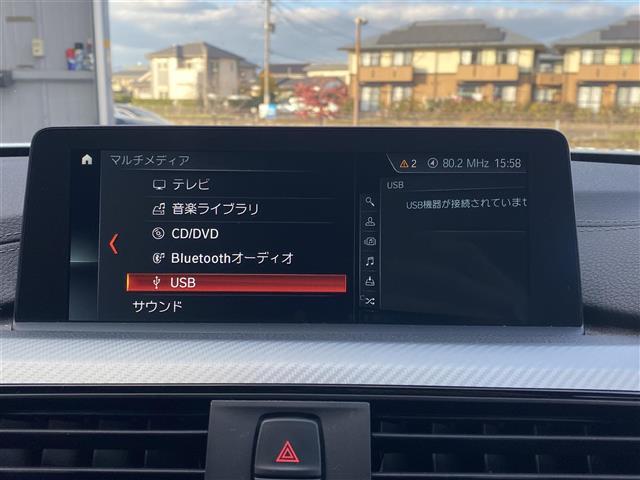 マルチメディア
2 80.2 MHz 15:58
テレビ
音楽ライブラリ
CD/DVD
Bluetoothオーディオ
USB
サウンド
USB
USB機器が接続されていませ